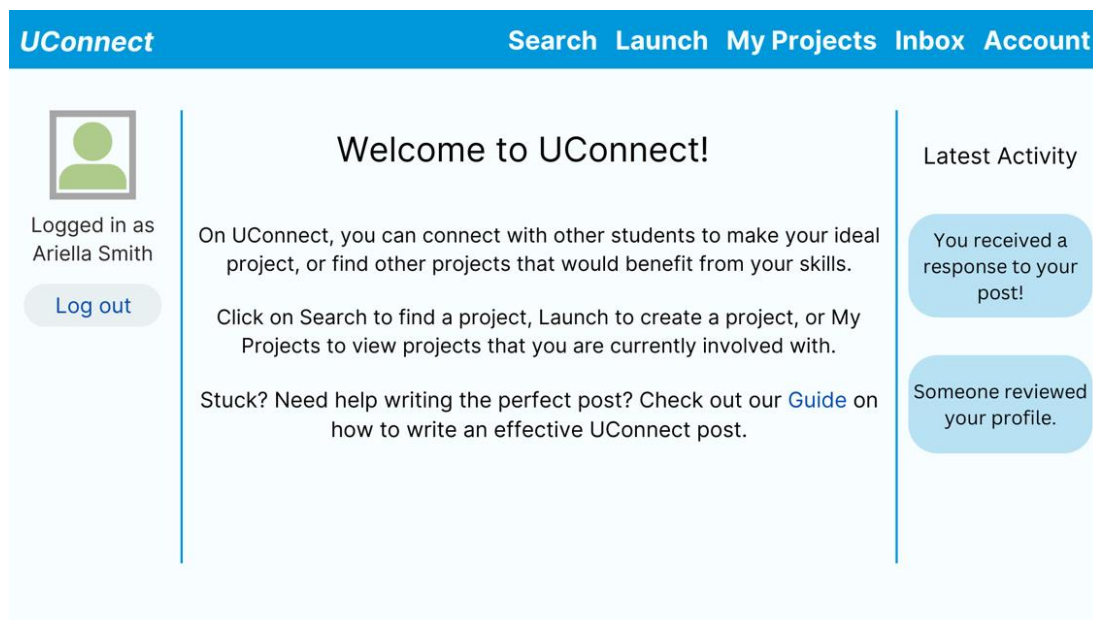 UConnect
Search Launch My Projects Inbox Account
Logged in as
Ariella Smith
Log out
Welcome to UConnect!
On UConnect, you can connect with other students to make your ideal
project, or find other projects that would benefit from your skills.
Click on Search to find a project, Launch to create a project, or My
Projects to view projects that you are currently involved with.
Stuck? Need help writing the perfect post? Check out our Guide on
how to write an effective UConnect post.
Latest Activity
You received a
response to your
post!
Someone reviewed
your profile.